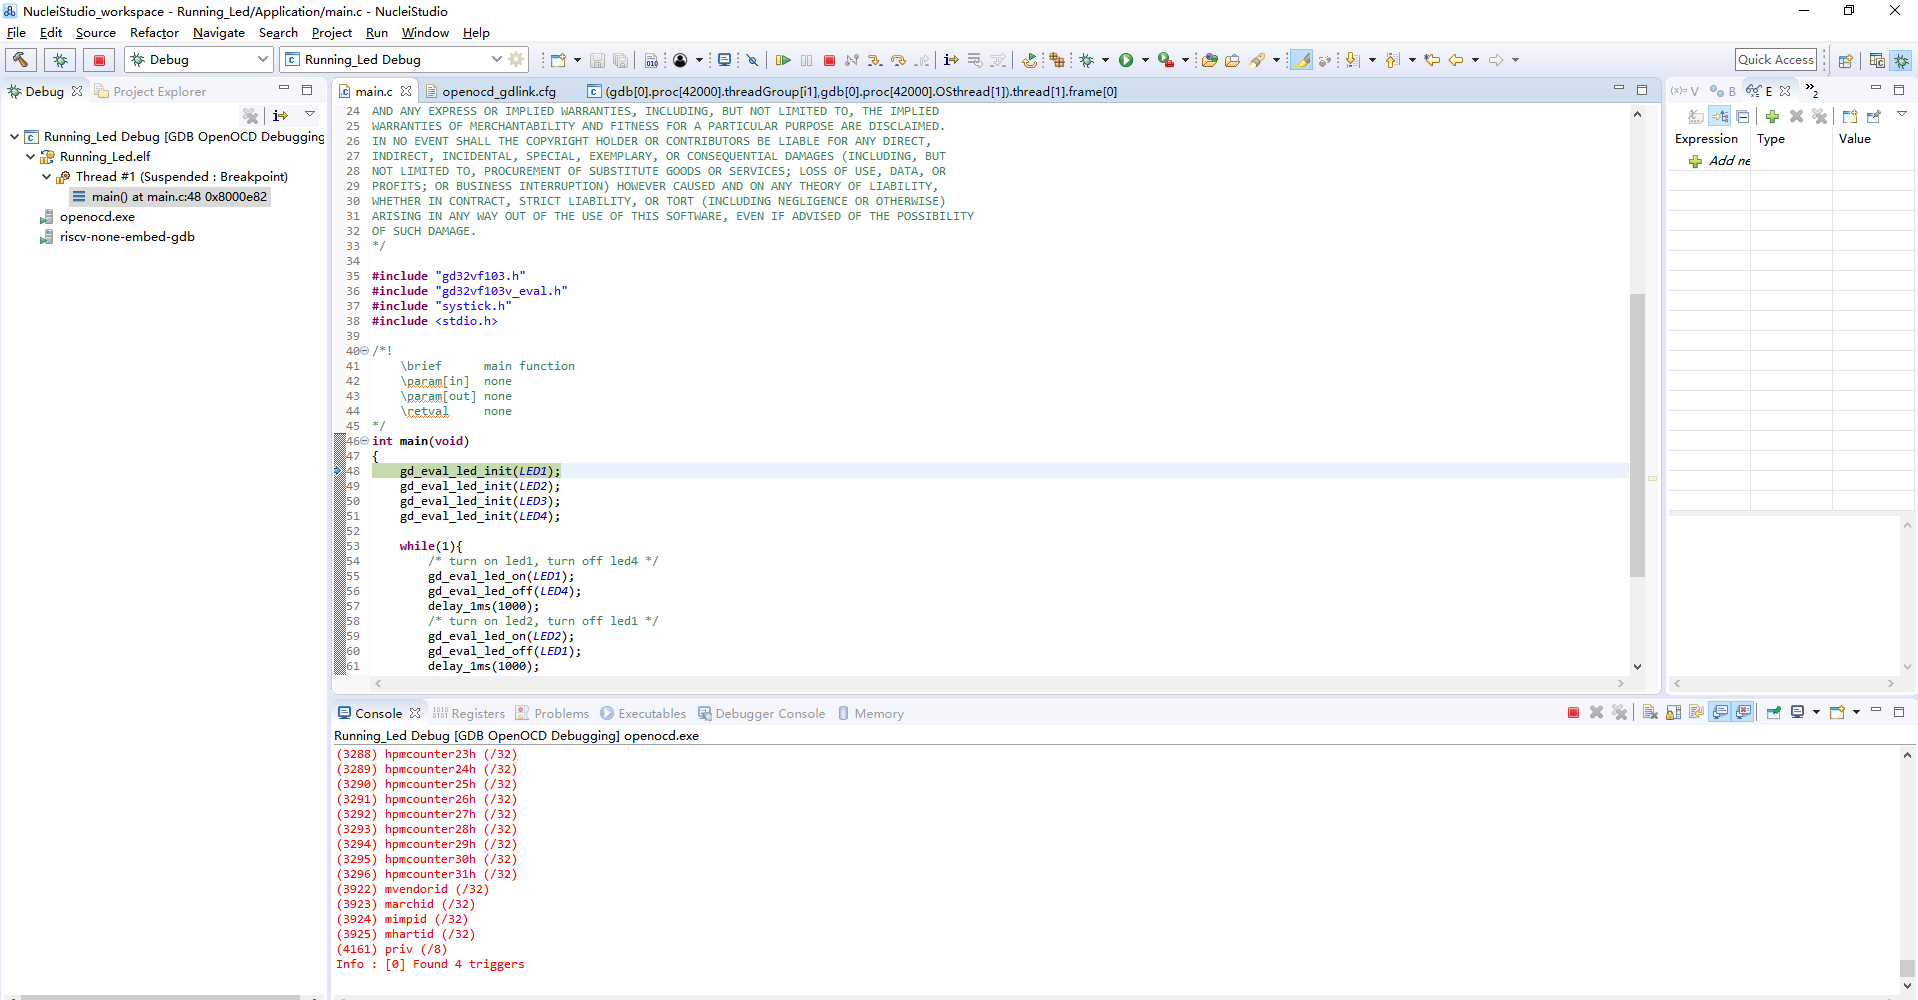 NucleiStudio_workspace - Running_Led/Application/main.c - NucleiStudio
File Edit Source Refactor Navigate Search Project Run Window Help
Debug
Running_Led Debug
Quick Access
Debug
Project Explorer
Running_Led Debug [GDB OpenOCD Debugging
Running_Led.elf
Thread #1 (Suspended : Breakpoint)
main() at main.c:48 0x8000e82
openocd.exe
riscv-none-embed-gdb
main.c
openocd_gdlink.cfg
(gdb[0].proc[42000].threadGroup[i1],gdb[0].proc[42000].OSthread[1]).thread[1].frame[0]
24 AND ANY EXPRESS OR IMPLIED WARRANTIES, INCLUDING, BUT NOT LIMITED TO, THE IMPLIED
25 WARRANTIES OF MERCHANTABILITY AND FITNESS FOR A PARTICULAR PURPOSE ARE DISCLAIMED.
26 IN NO EVENT SHALL THE COPYRIGHT HOLDER OR CONTRIBUTORS BE LIABLE FOR ANY DIRECT,
27 INDIRECT, INCIDENTAL, SPECIAL, EXEMPLARY, OR CONSEQUENTIAL DAMAGES (INCLUDING, BUT
28 NOT LIMITED TO, PROCUREMENT OF SUBSTITUTE GOODS OR SERVICES; LOSS OF USE, DATA, OR
29 PROFITS; OR BUSINESS INTERRUPTION) HOWEVER CAUSED AND ON ANY THEORY OF LIABILITY,
30 WHETHER IN CONTRACT, STRICT LIABILITY, OR TORT (INCLUDING NEGLIGENCE OR OTHERWISE)
31 ARISING IN ANY WAY OUT OF THE USE OF THIS SOFTWARE, EVEN IF ADVISED OF THE POSSIBILITY
32 OF SUCH DAMAGE.
33 */
34
35 #include "gd32vf103.h"
36 #include "gd32vf103v_eval.h"
37 #include "systick.h"
38 #include <stdio.h>
39
40 /*!
41 \brief main function
42 \param[in] none
43 \param[out] none
44 \retval none
45 */
46 int main(void)
47 {
48 gd_eval_led_init(LED1);
49 gd_eval_led_init(LED2);
50 gd_eval_led_init(LED3);
51 gd_eval_led_init(LED4);
52
53 while(1){
54 /* turn on led1, turn off led4 */
55 gd_eval_led_on(LED1);
56 gd_eval_led_off(LED4);
57 delay_1ms(1000);
58 /* turn on led2, turn off led1 */
59 gd_eval_led_on(LED2);
60 gd_eval_led_off(LED1);
61 delay_1ms(1000);
(x)= V
B
E
2
Expression Type Value
Add ne
Console
Registers
Problems
Executables
Debugger Console
Memory
Running_Led Debug [GDB OpenOCD Debugging] openocd.exe
(3288) hpmcounter23h (/32)
(3289) hpmcounter24h (/32)
(3290) hpmcounter25h (/32)
(3291) hpmcounter26h (/32)
(3292) hpmcounter27h (/32)
(3293) hpmcounter28h (/32)
(3294) hpmcounter29h (/32)
(3295) hpmcounter30h (/32)
(3296) hpmcounter31h (/32)
(3922) mvendorid (/32)
(3923) marchid (/32)
(3924) mimpid (/32)
(3925) mhartid (/32)
(4161) priv (/8)
Info : [0] Found 4 triggers